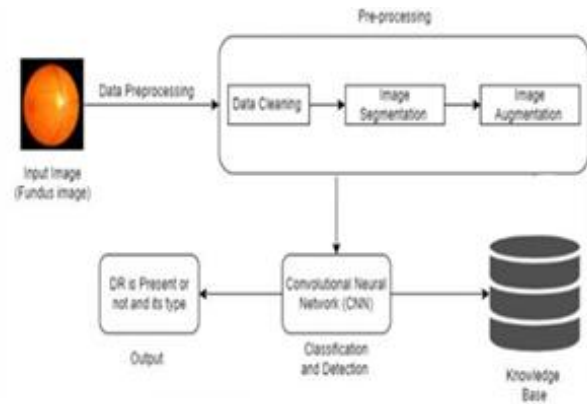 Pre-processing
Data Preprocessing
Data Cleaning
Image
Segmentation
Image
Augmentation
Input Image
(Fundus image)
DR is Present or
not and its type
Convolutional Neural
Network (CNN)
Output
Classification
and Detection
Knowledge
Base